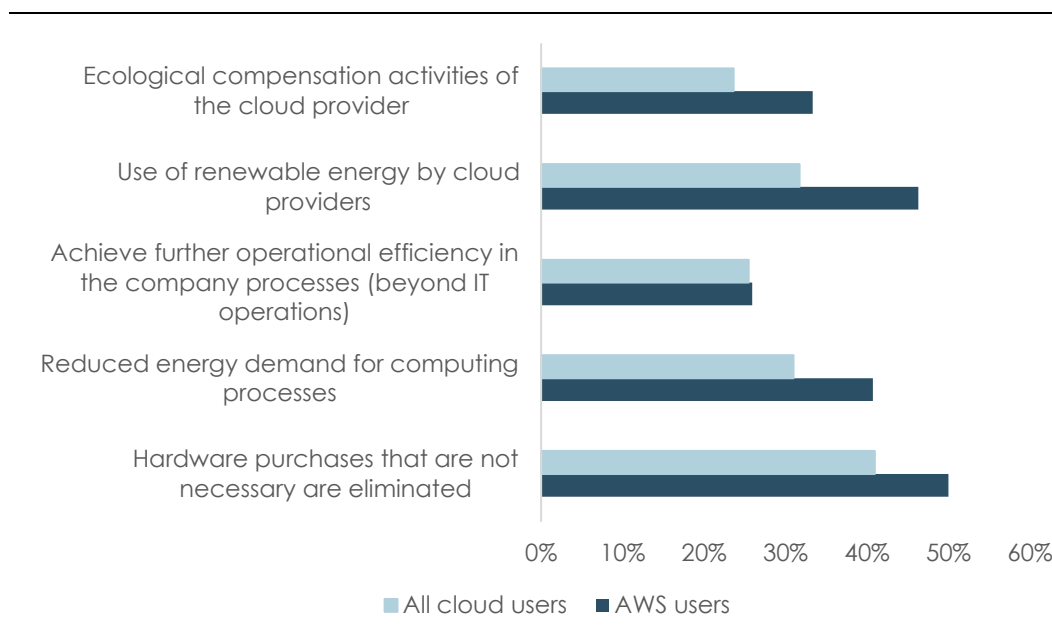 Ecological compensation activities of
the cloud provider
Use of renewable energy by cloud
providers
Achieve further operational efficiency in
the company processes (beyond IT
operations)
Reduced energy demand for computing
processes
Hardware purchases that are not
necessary are eliminated
0% 10% 20% 30% 40% 50% 60%
All cloud users AWS users